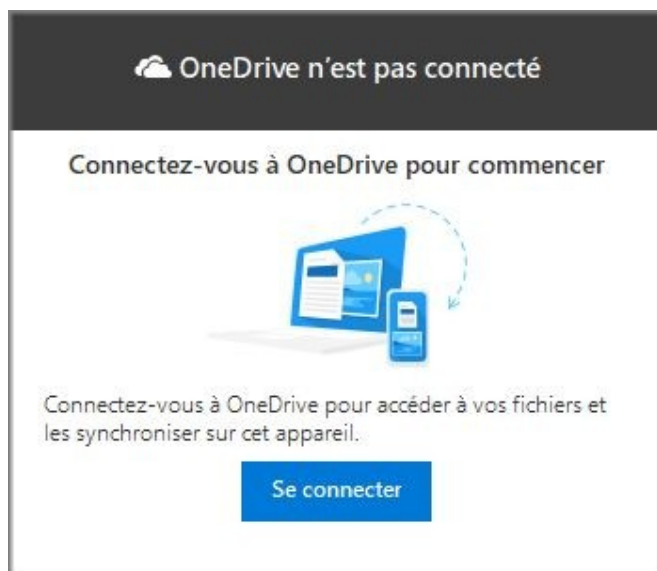 OneDrive n'est pas connecté
Connectez-vous à OneDrive pour commencer
Connectez-vous à OneDrive pour accéder à vos fichiers et
les synchroniser sur cet appareil.
Se connecter